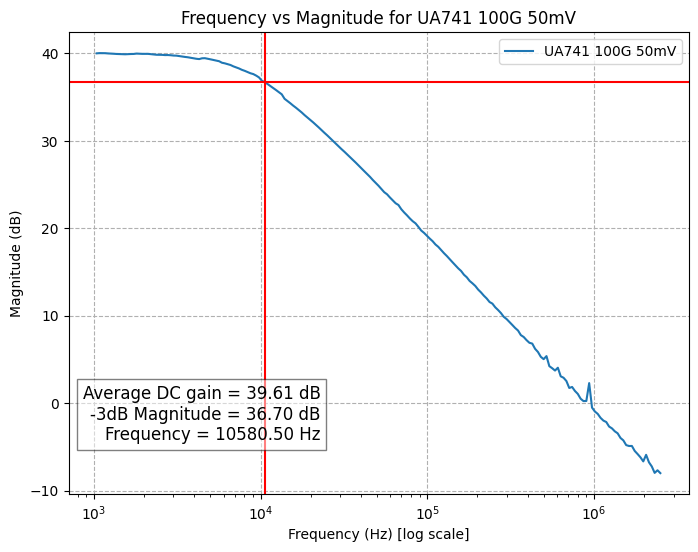 Frequency vs Magnitude for UA741 100G 50mV
UA741 100G 50mV
Magnitude (dB)
40
30
20
10
0
−10
Average DC gain = 39.61 dB
-3dB Magnitude = 36.70 dB
Frequency = 10580.50 Hz
10³
10⁴
10⁵
10⁶
Frequency (Hz) [log scale]